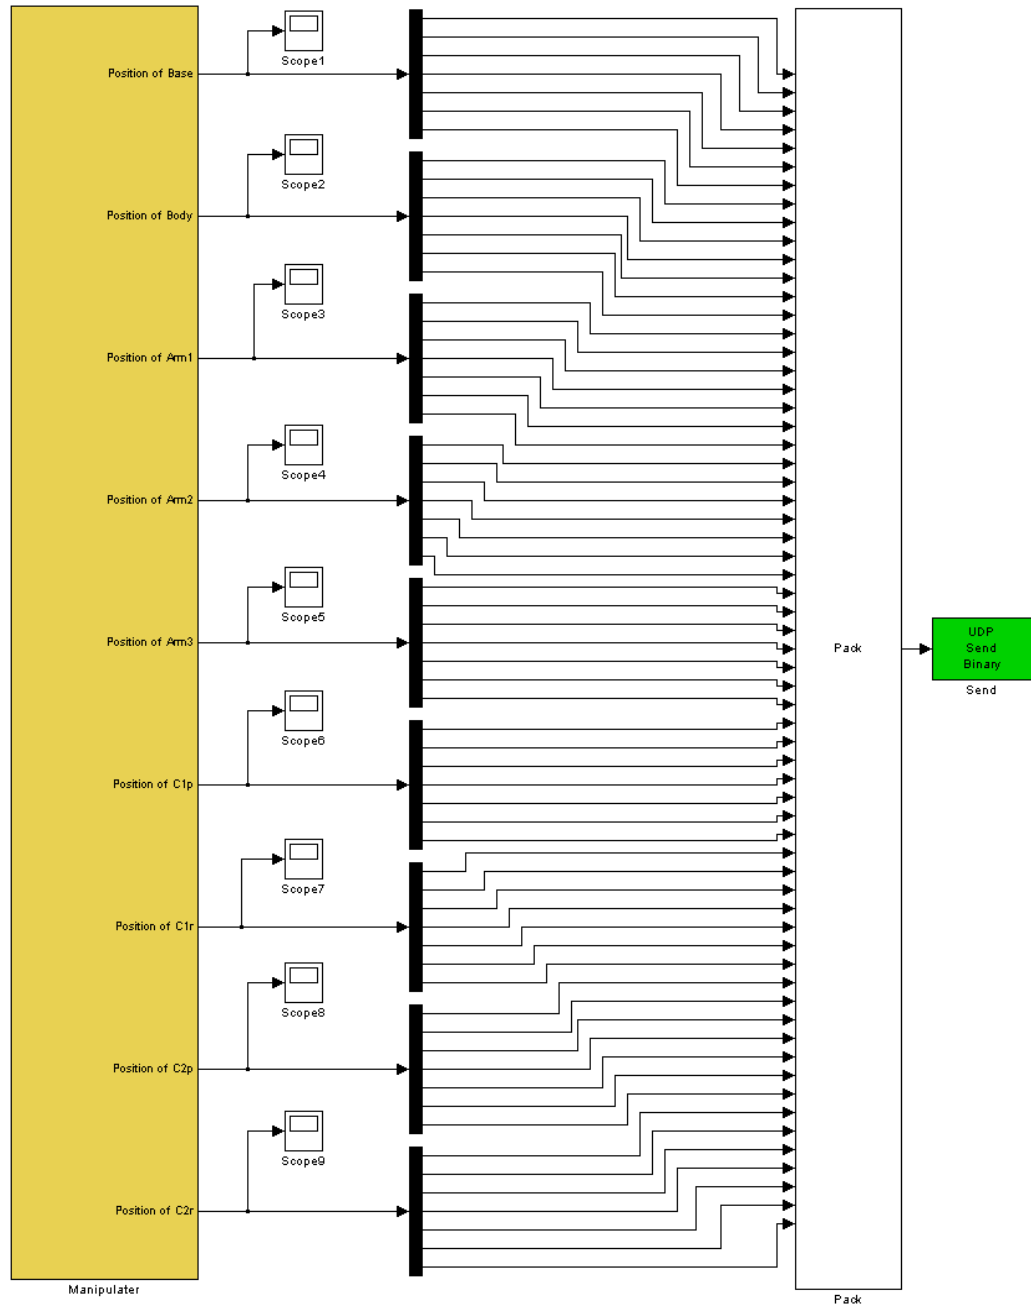 Scope1
Position of Base
Scope2
Position of Body
Scope3
Position of Arm1
Scope4
Position of Arm2
Scope5
Position of Arm3
Scope6
Position of C1p
Scope7
Position of C1r
Scope8
Position of C2p
Scope9
Position of C2r
Manipulater
Pack
Pack
UDP
Send
Binary
Send